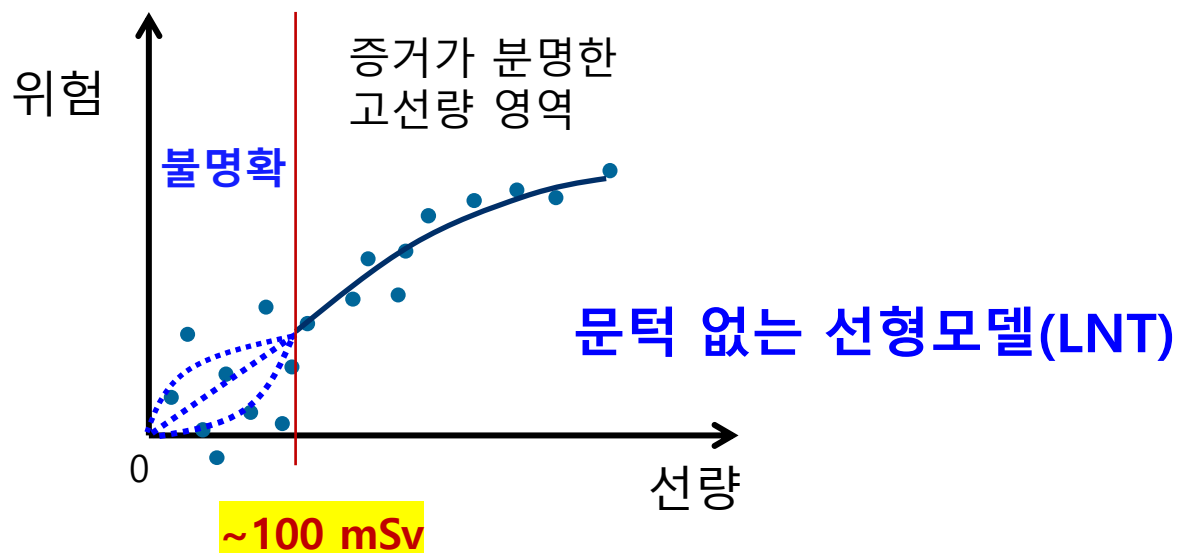 위험
증거가 분명한
고선량 영역
불명확
문턱 없는 선형모델(LNT)
0
선량
~100 mSv